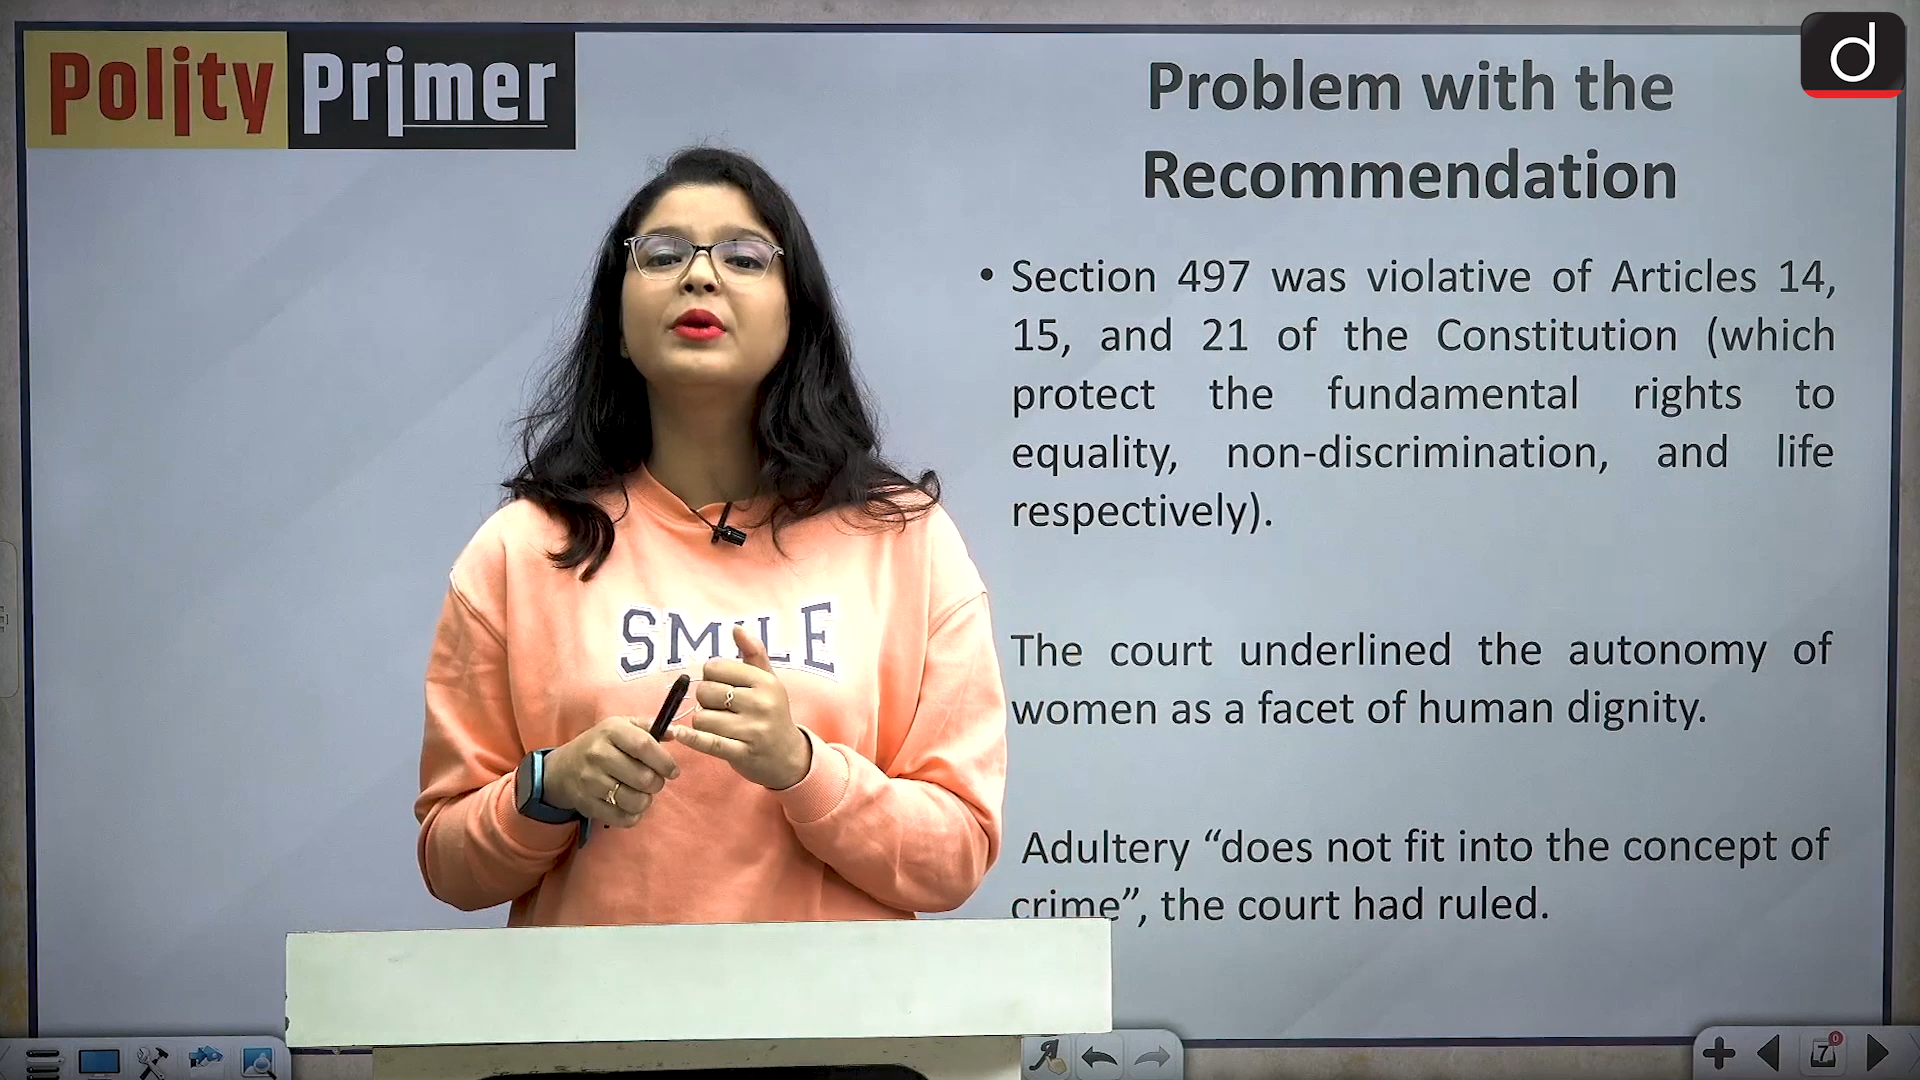 Polity Primer
d
Problem with the
Recommendation
• Section 497 was violative of Articles 14,
15, and 21 of the Constitution (which
protect the fundamental rights to
equality, non-discrimination, and life
respectively).
The court underlined the autonomy of
women as a facet of human dignity.
Adultery “does not fit into the concept of
crime”, the court had ruled.
SMILE
7
0